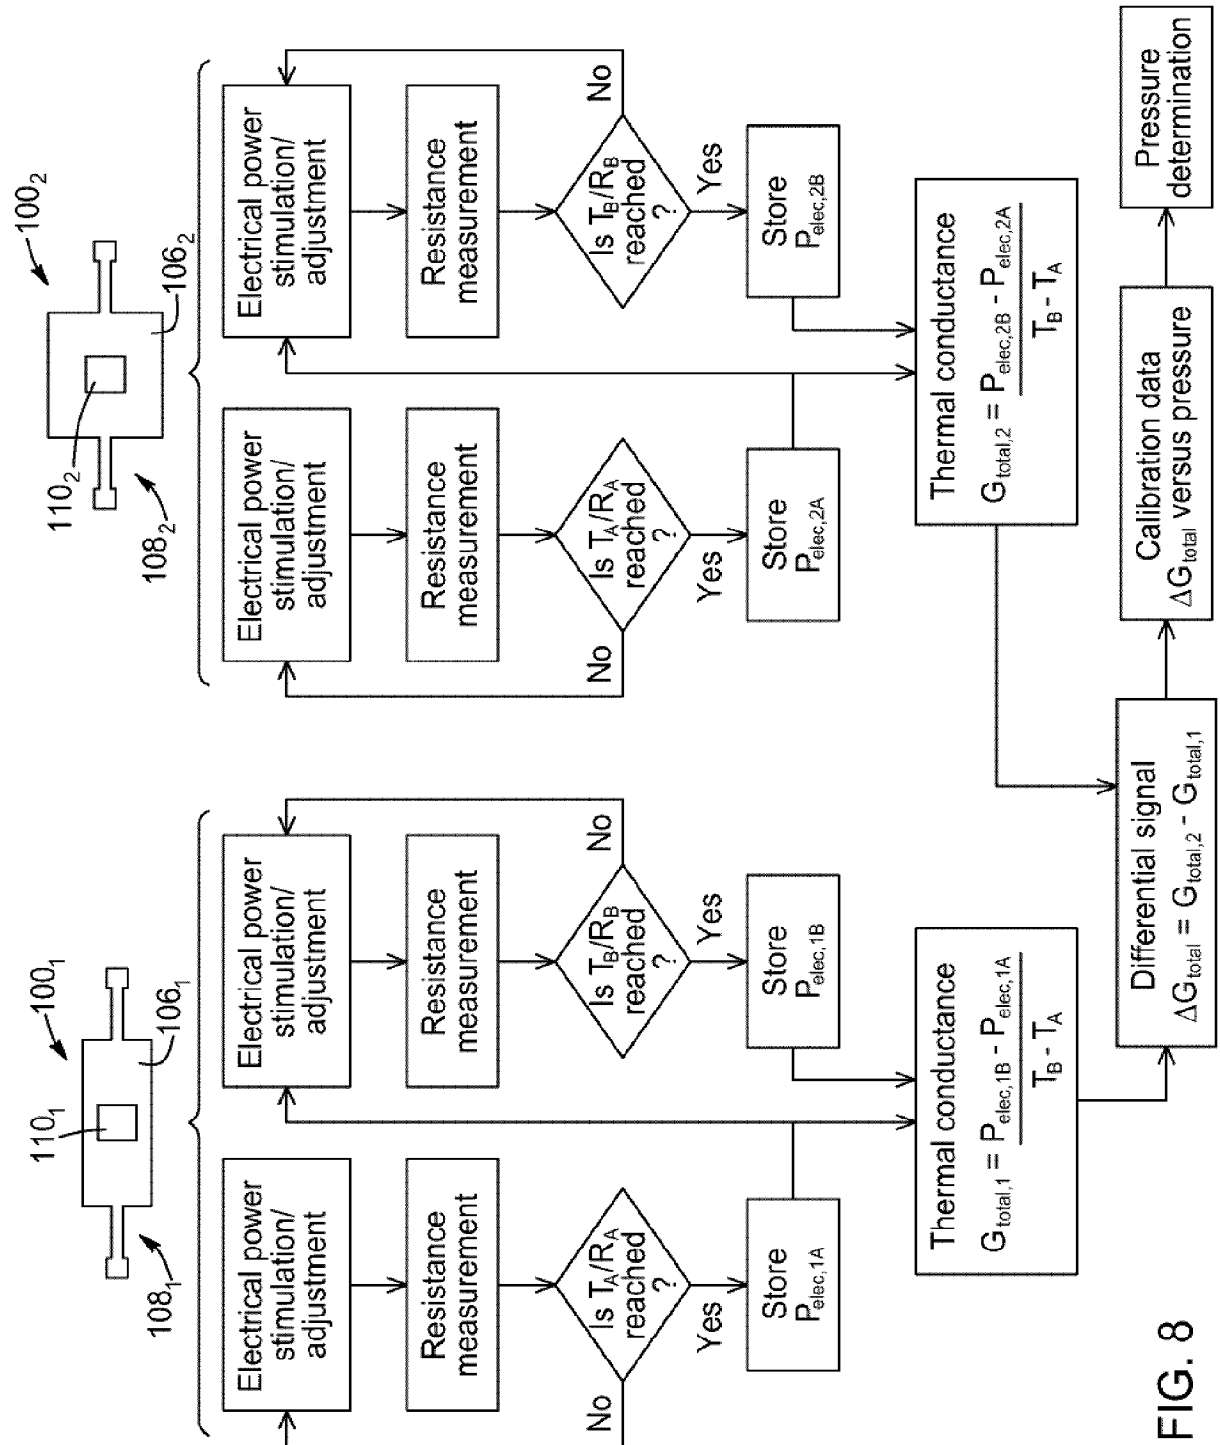 100₁
110₁
106₁
108₁
Electrical power
stimulation/
adjustment
Resistance
measurement
Is T_A/R_A
reached
?
No
Yes
Store
P_elec,1A
Electrical power
stimulation/
adjustment
Resistance
measurement
Is T_B/R_B
reached
?
No
Yes
Store
P_elec,1B
Thermal conductance
G_total,1 = P_elec,1B - P_elec,1A
T_B - T_A
100₂
110₂
106₂
108₂
Electrical power
stimulation/
adjustment
Resistance
measurement
Is T_A/R_A
reached
?
No
Yes
Store
P_elec,2A
Electrical power
stimulation/
adjustment
Resistance
measurement
Is T_B/R_B
reached
?
No
Yes
Store
P_elec,2B
Thermal conductance
G_total,2 = P_elec,2B - P_elec,2A
T_B - T_A
Differential signal
ΔG_total = G_total,2 - G_total,1
Calibration data
ΔG_total versus pressure
Pressure
determination
FIG. 8